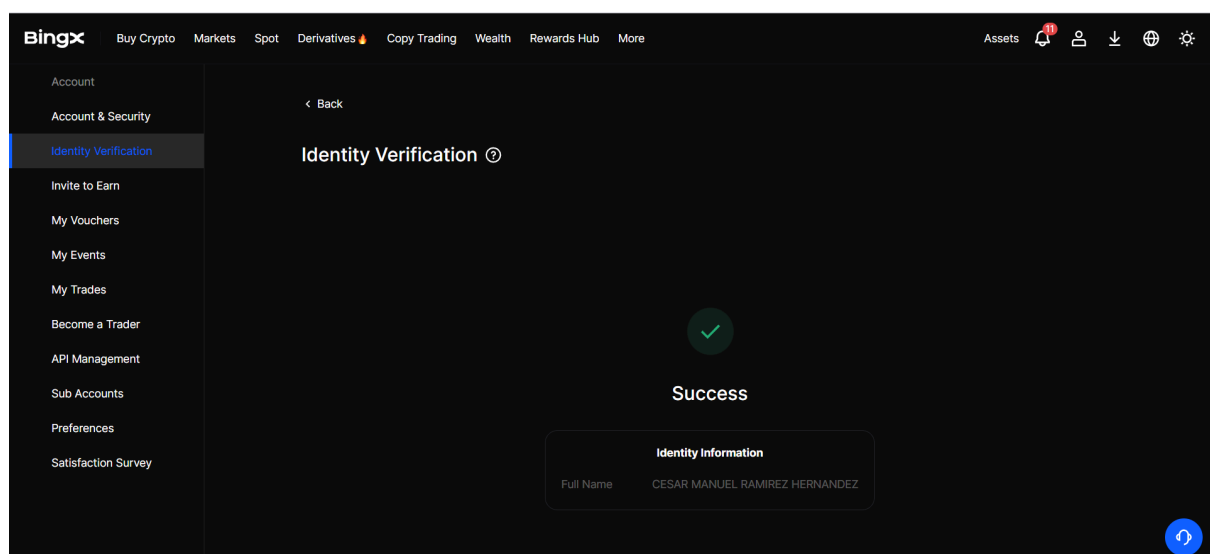 BingX Buy Crypto Markets Spot Derivatives🔥 Copy Trading Wealth Rewards Hub More Assets 11
Account
Account & Security
Identity Verification
Invite to Earn
My Vouchers
My Events
My Trades
Become a Trader
API Management
Sub Accounts
Preferences
Satisfaction Survey
< Back
Identity Verification
Success
Identity Information
Full Name CESAR MANUEL RAMIREZ HERNANDEZ